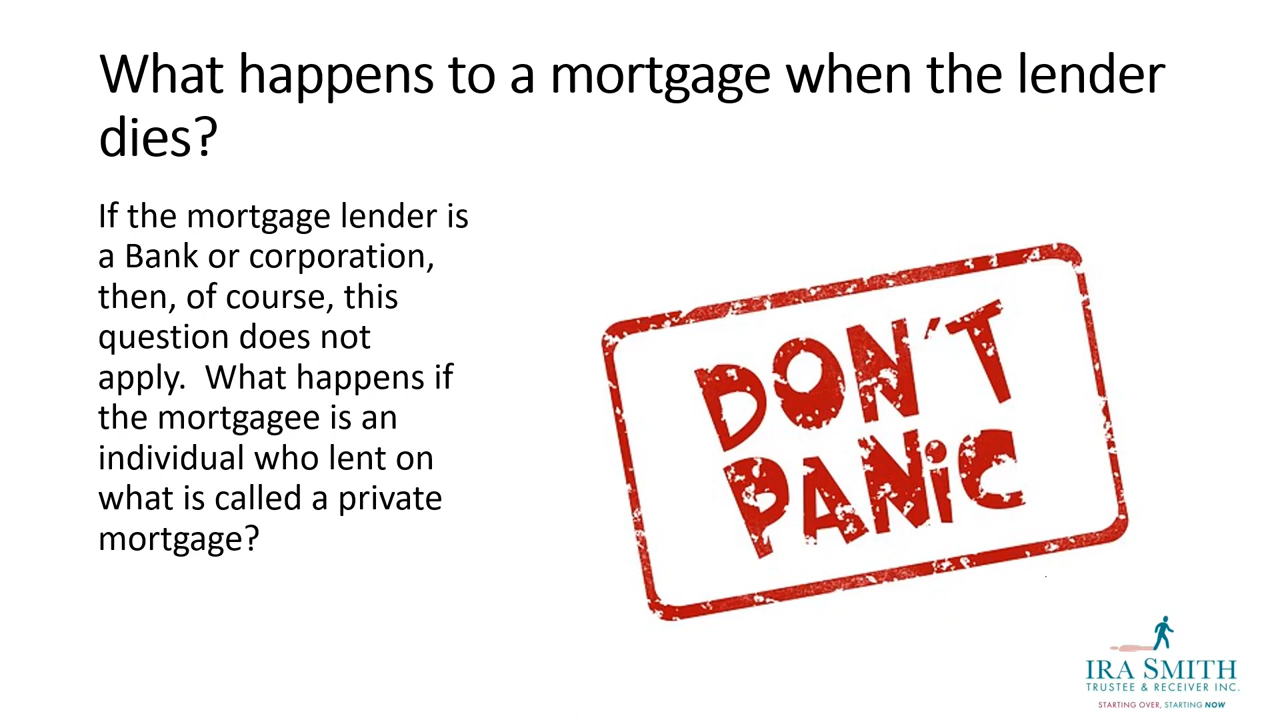 What happens to a mortgage when the lender
dies?
If the mortgage lender is
a Bank or corporation,
then, of course, this
question does not
apply.  What happens if
the mortgagee is an
individual who lent on
what is called a private
mortgage?
DON´T
PANiC
IRA SMITH
TRUSTEE & RECEIVER INC.
STARTING OVER, STARTING NOW